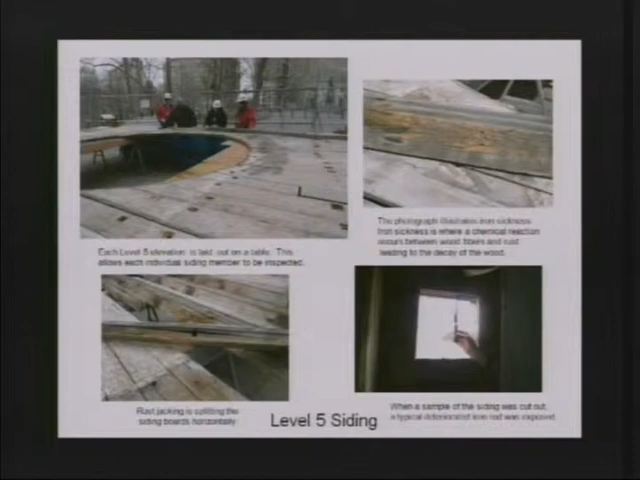 Each Level 5 elevation is laid out on a table. This
allows each individual siding member to be inspected.
The photograph illustrates iron sickness.
Iron sickness is where a chemical reaction
occurs between wood fibers and rust
leading to the decay of the wood.
Rust jacking is splitting the
siding boards horizontally
When a sample of the siding was cut out,
a typical deteriorated iron rod was exposed.
Level 5 Siding